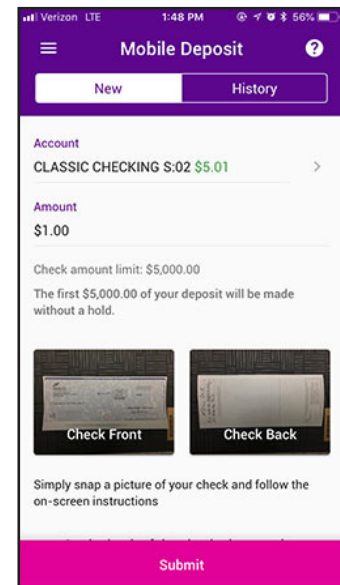 Verizon LTE 1:48 PM 56%
Mobile Deposit ?
New History
Account
CLASSIC CHECKING S:02 $5.01
Amount
$1.00
Check amount limit: $5,000.00
The first $5,000.00 of your deposit will be made
without a hold.
Check Front Check Back
Simply snap a picture of your check and follow the
on-screen instructions
Submit